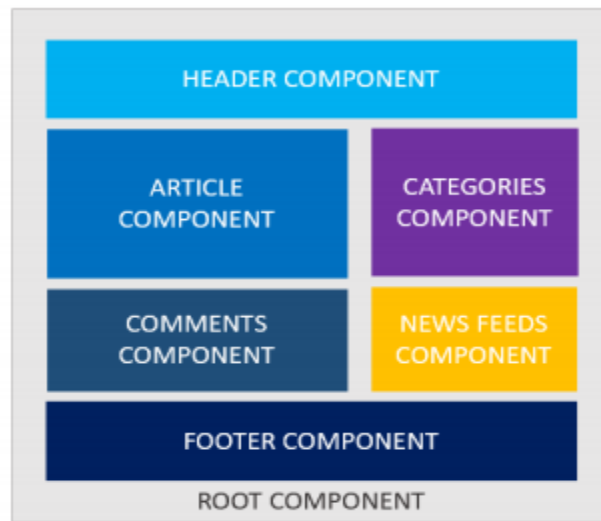 HEADER COMPONENT
ARTICLE
COMPONENT
CATEGORIES
COMPONENT
COMMENTS
COMPONENT
NEWS FEEDS
COMPONENT
FOOTER COMPONENT
ROOT COMPONENT